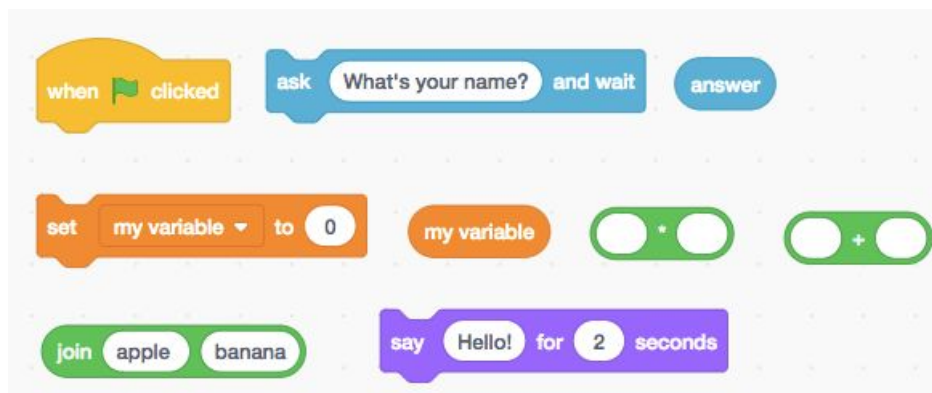 when clicked ask What's your name? and wait answer
set my variable to 0 my variable * +
join apple banana say Hello! for 2 seconds